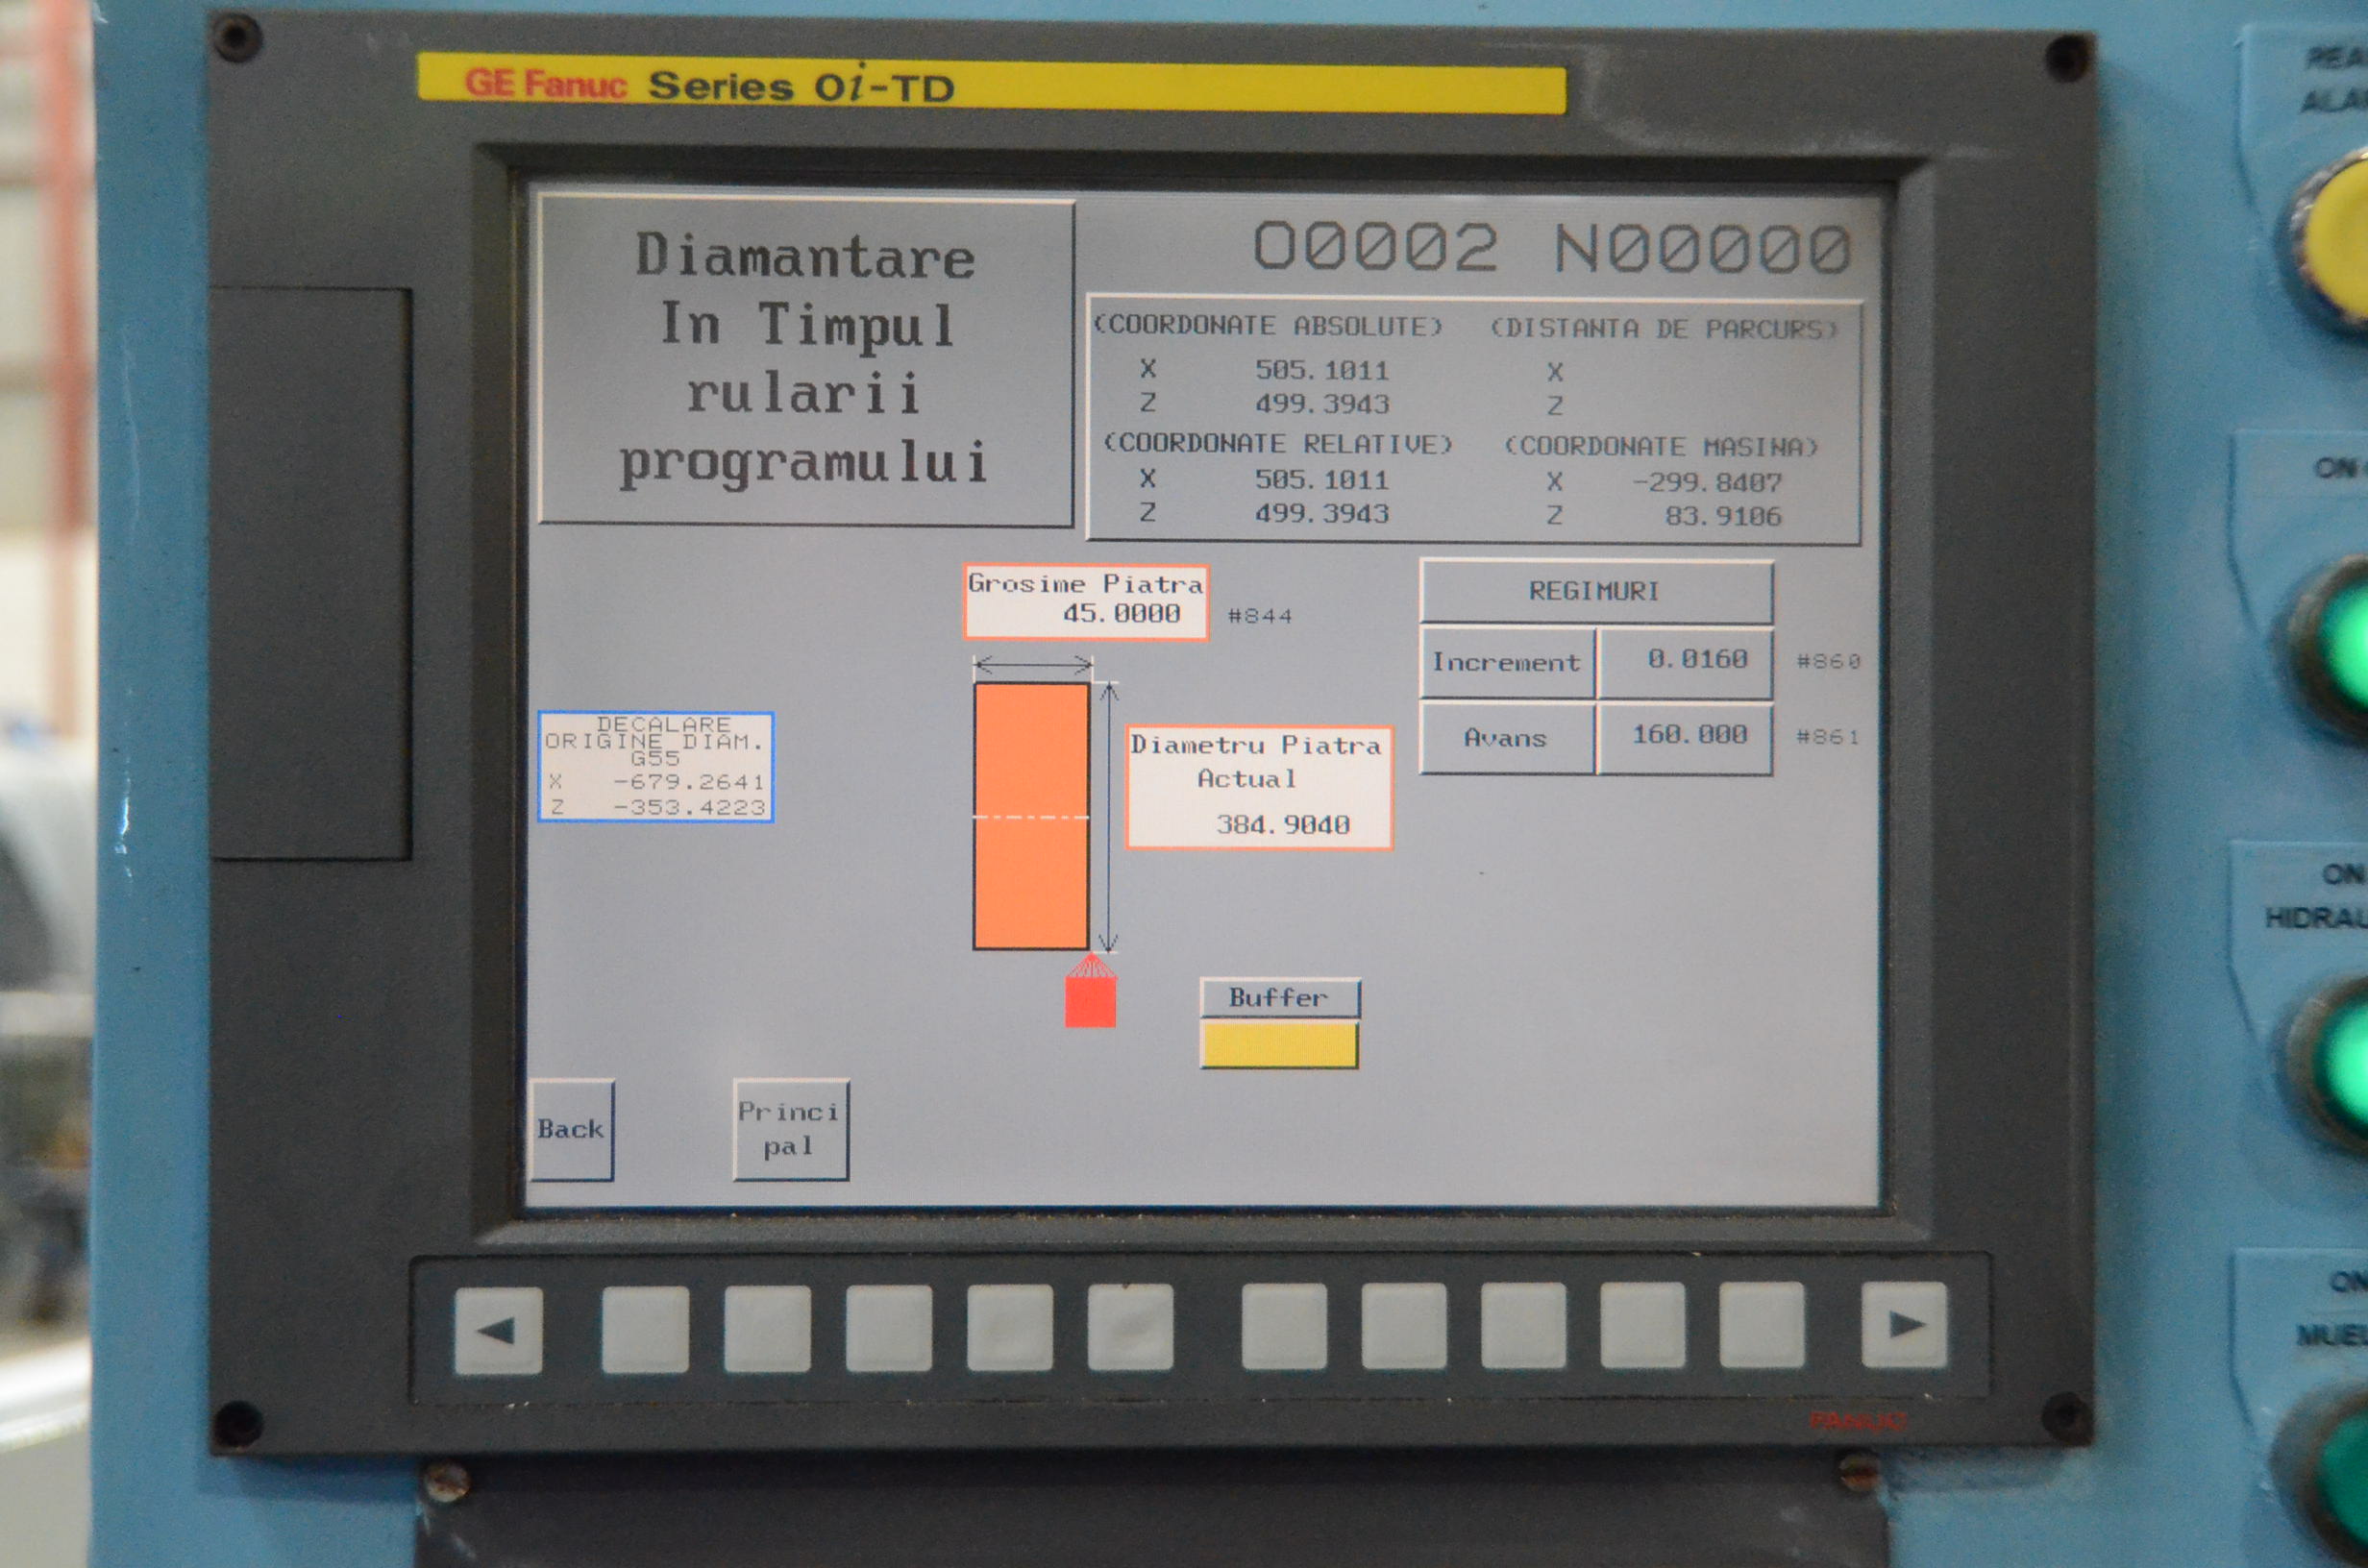 GE Fanuc Series 0i-TD
Diamantare
In Timpul
rularii
programului
O0002 N00000
(COORDONATE ABSOLUTE) (DISTANTA DE PARCURS)
X 505.1011 X
Z 499.3943 Z
(COORDONATE RELATIVE) (COORDONATE MASINA)
X 505.1011 X -299.8407
Z 499.3943 Z 83.9106
Grosime Piatra
45.0000 #844
REGIMURI
Increment 0.0160 #860
Avans 160.000 #861
DECALARE
ORIGINE DIAM.
G55
X -679.2641
Z -353.4223
Diametru Piatra
Actual
384.9040
Buffer
Back
Princi
pal
FANUC
ON
ON
HIDRAU
ON